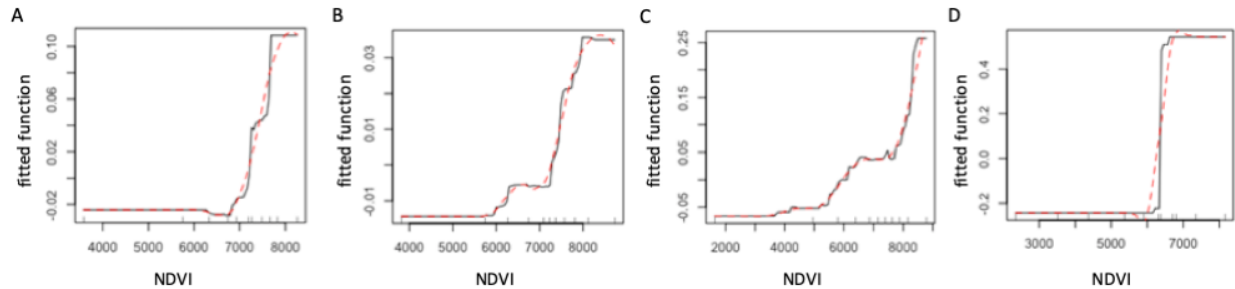 A B C D
fitted function
0.10
0.06
0.02
-0.02
4000 5000 6000 7000 8000
NDVI
fitted function
0.03
0.01
-0.01
4000 5000 6000 7000 8000
NDVI
fitted function
0.25
0.15
0.05
-0.05
2000 4000 6000 8000
NDVI
fitted function
0.4
0.2
0.0
-0.2
3000 5000 7000
NDVI